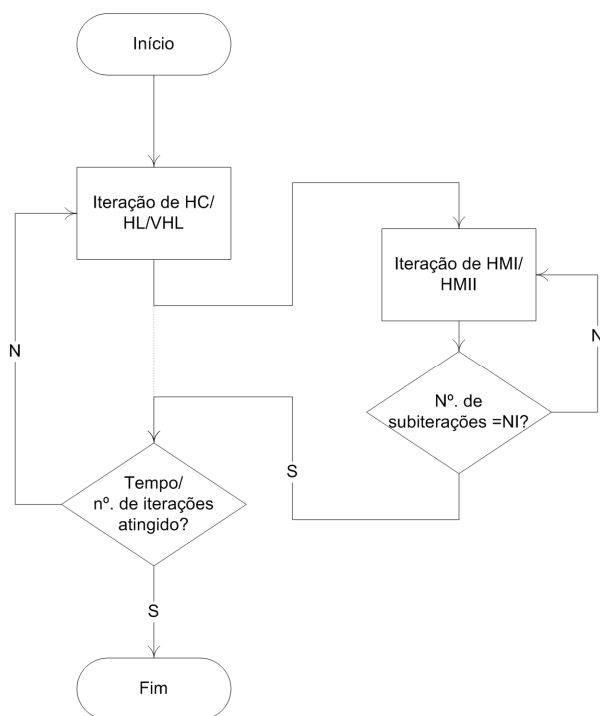 Início
Iteração de HC/
HL/VHL
Iteração de HMI/
HMII
N
N
Nº. de
subiterações =NI?
S
Tempo/
nº. de iterações
atingido?
S
Fim